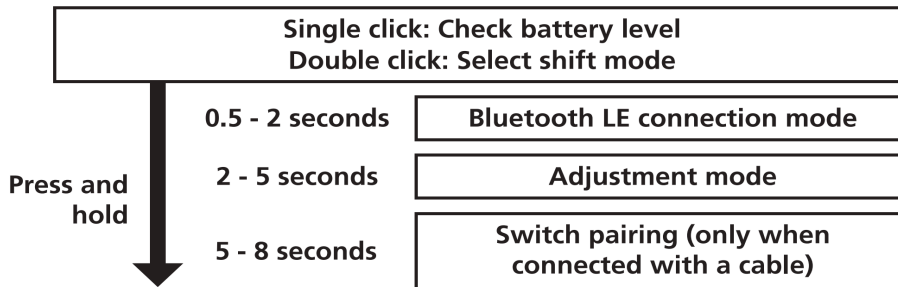 Single click: Check battery level
Double click: Select shift mode
0.5 - 2 seconds
Bluetooth LE connection mode
Press and
hold
2 - 5 seconds
Adjustment mode
5 - 8 seconds
Switch pairing (only when
connected with a cable)